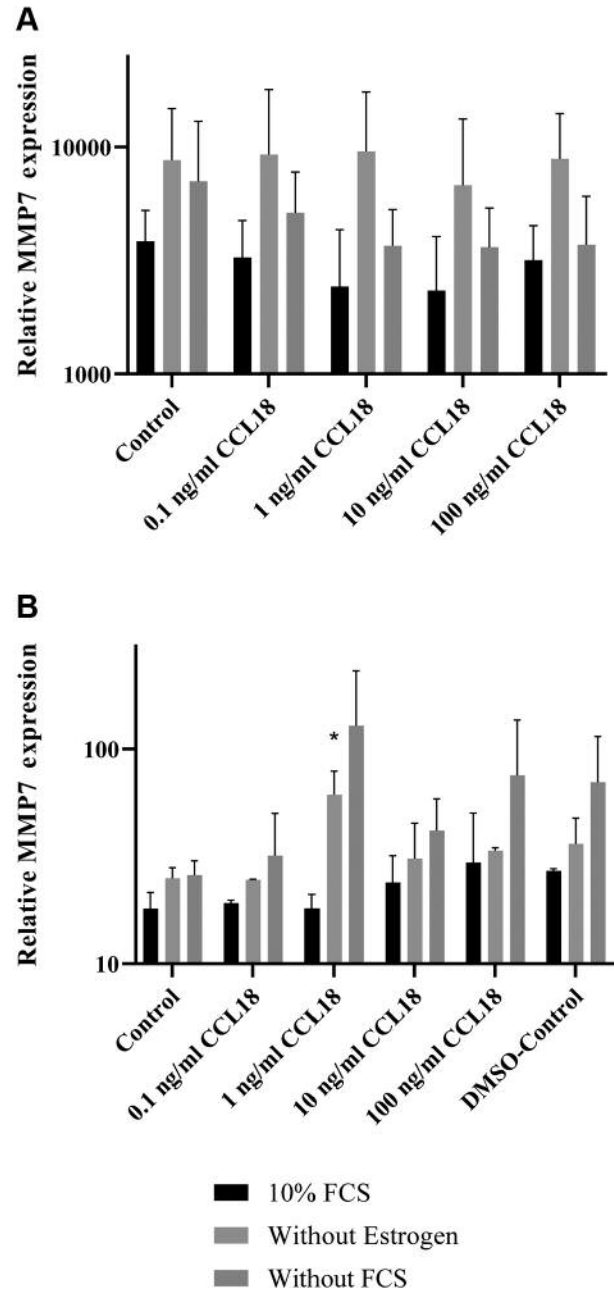 A
Relative MMP7 expression
10000
1000
Control
0.1 ng/ml CCL18
1 ng/ml CCL18
10 ng/ml CCL18
100 ng/ml CCL18
B
Relative MMP7 expression
100
10
*
Control
0.1 ng/ml CCL18
1 ng/ml CCL18
10 ng/ml CCL18
100 ng/ml CCL18
DMSO-Control
10% FCS
Without Estrogen
Without FCS